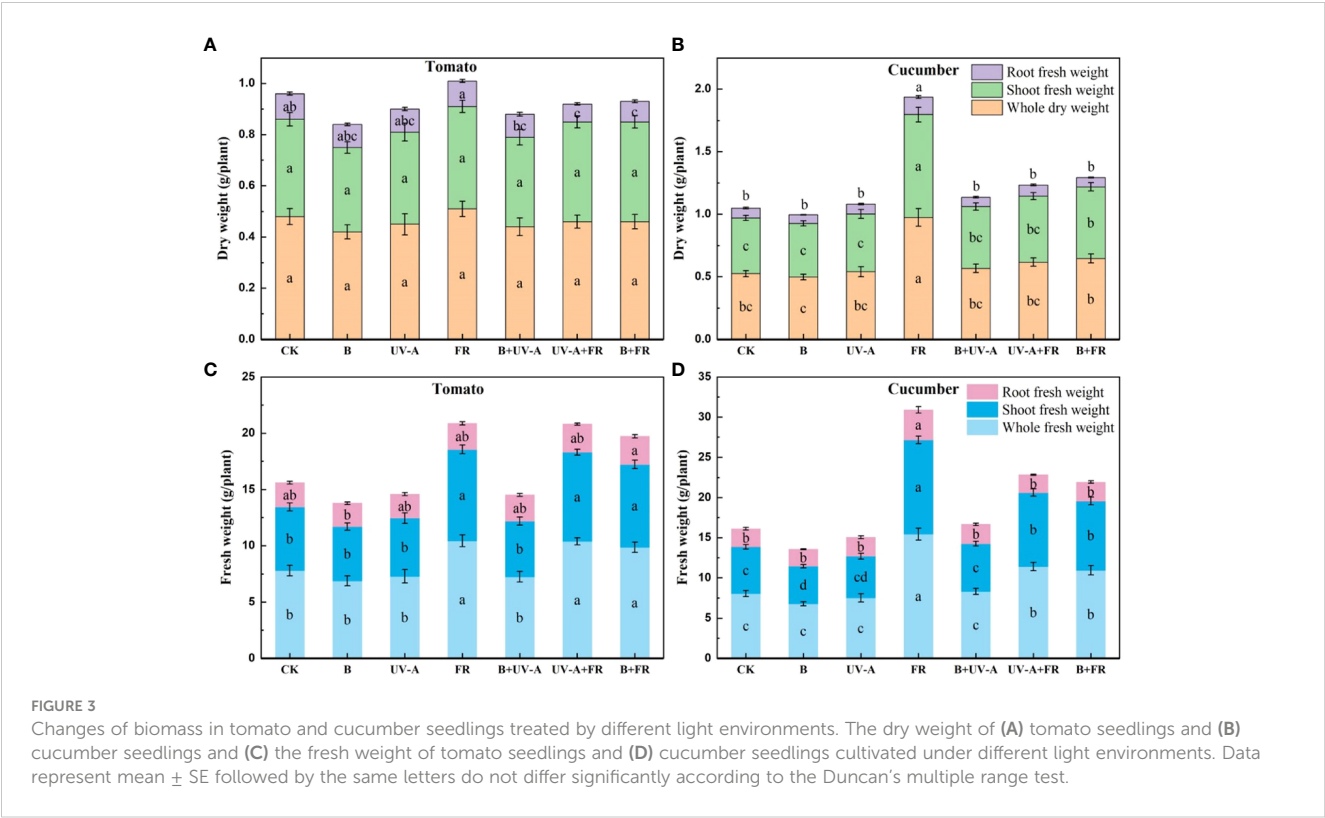 A
Tomato
Dry weight (g/plant)
1.0
0.8
0.6
0.4
0.2
0.0
ab abc abc a bc c c
a a a a a a a
a a a a a a a
CK B UV-A FR B+UV-A UV-A+FR B+FR
B
Cucumber
Root fresh weight
Shoot fresh weight
Whole dry weight
Dry weight (g/plant)
2.0
1.5
1.0
0.5
0.0
b b b a b b b
c c c a bc bc b
bc c bc a bc bc b
CK B UV-A FR B+UV-A UV-A+FR B+FR
C
Tomato
Fresh weight (g/plant)
25
20
15
10
5
0
ab b ab ab ab ab a
b b b a b a a
b b b a b a a
CK B UV-A FR B+UV-A UV-A+FR B+FR
D
Cucumber
Root fresh weight
Shoot fresh weight
Whole fresh weight
Fresh weight (g/plant)
35
30
25
20
15
10
5
0
b b b a b b b
c d cd a c b b
c c c a c b b
CK B UV-A FR B+UV-A UV-A+FR B+FR
FIGURE 3
Changes of biomass in tomato and cucumber seedlings treated by different light environments. The dry weight of (A) tomato seedlings and (B)
cucumber seedlings and (C) the fresh weight of tomato seedlings and (D) cucumber seedlings cultivated under different light environments. Data
represent mean ± SE followed by the same letters do not differ significantly according to the Duncan's multiple range test.